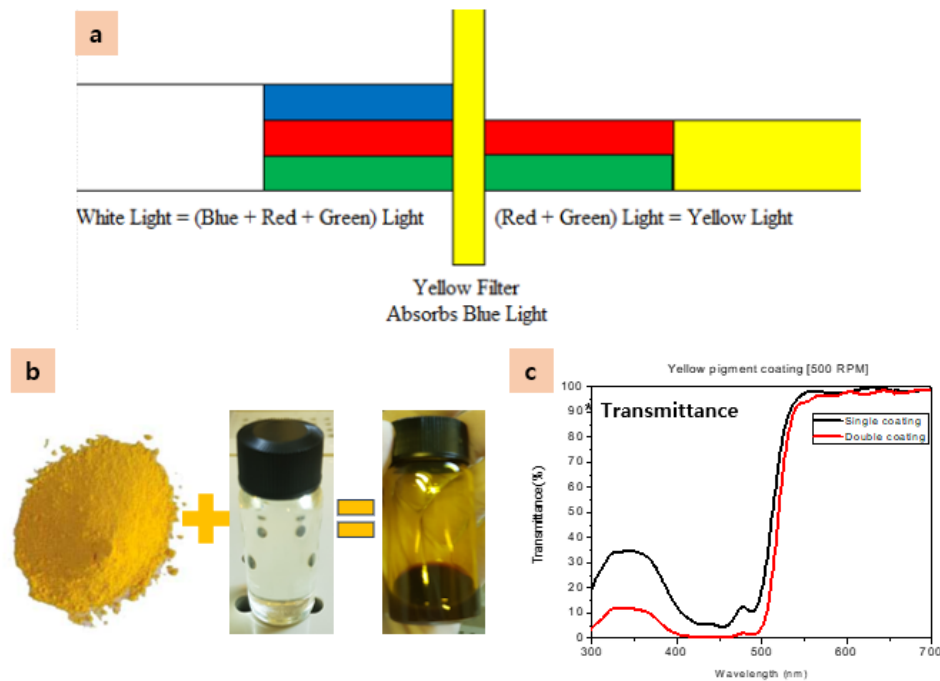 a
White Light = (Blue + Red + Green) Light
(Red + Green) Light = Yellow Light
Yellow Filter
Absorbs Blue Light
b
c
Yellow pigment coating [500 RPM]
* Transmittance
Single coating
Double coating
Transmittance(%)
100
90
80
70
60
50
40
30
20
10
0
300
400
500
600
700
Wavelength (nm)